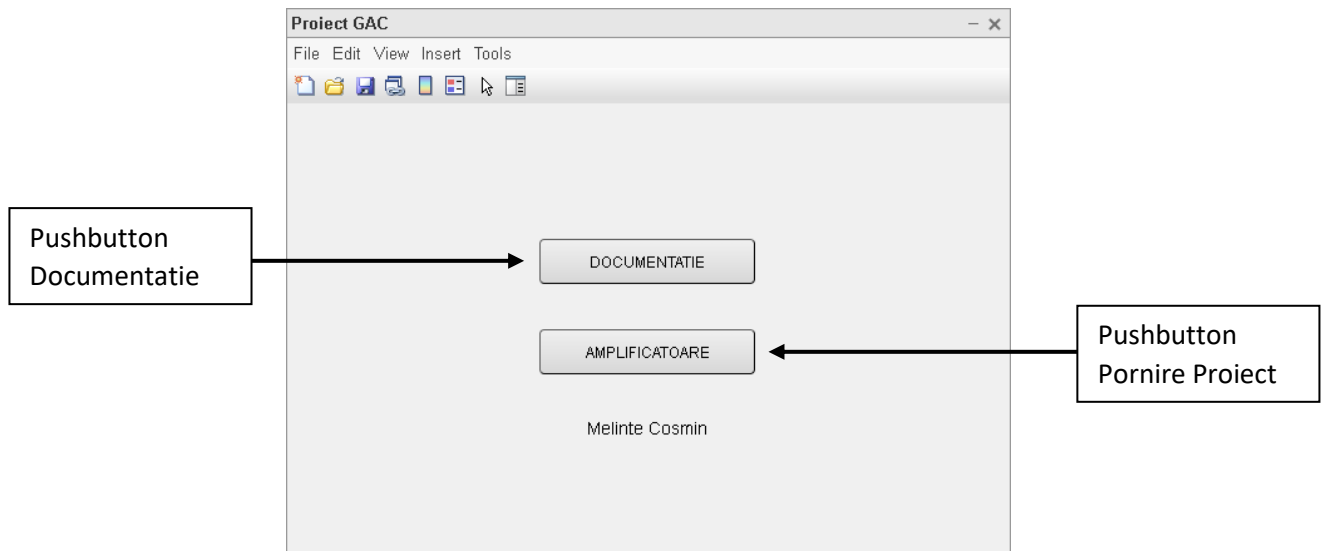 Proiect GAC
File Edit View Insert Tools
Pushbutton
Documentatie
DOCUMENTATIE
AMPLIFICATOARE
Pushbutton
Pornire Proiect
Melinte Cosmin